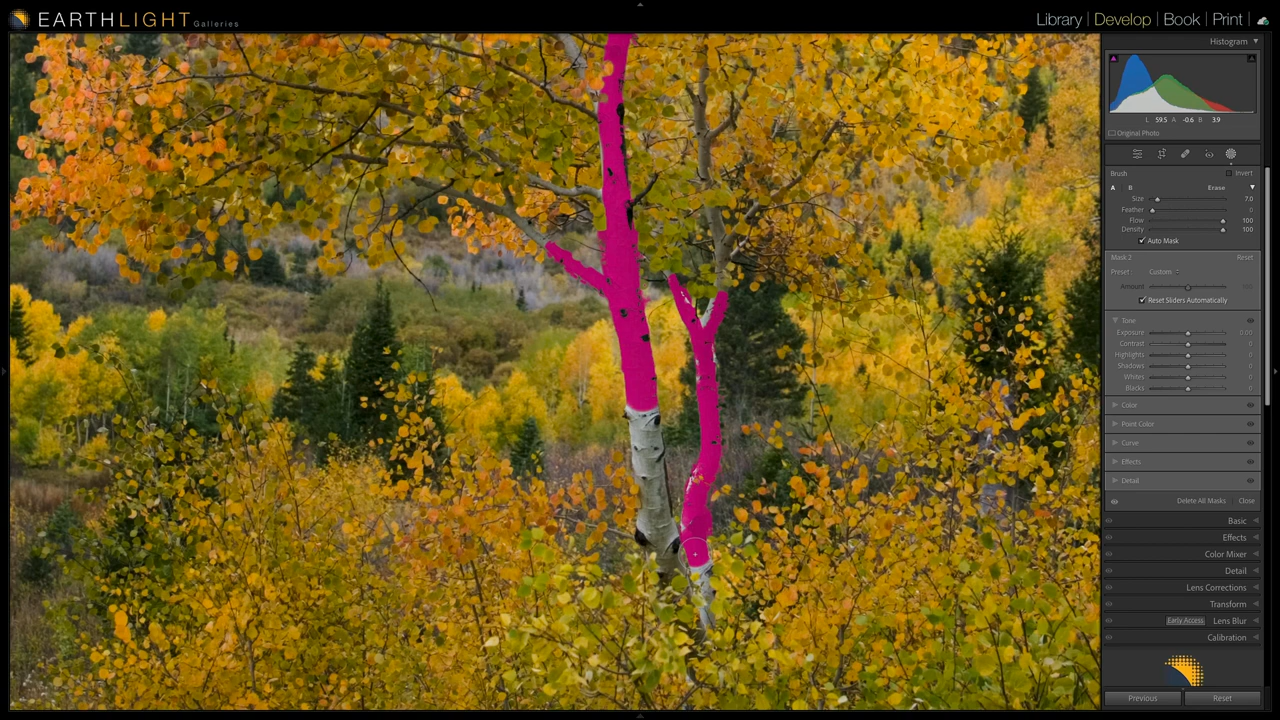 EARTHLIGHT Galleries
Library | Develop | Book | Print |
Histogram
L 59.5 A -0.6 B 3.9
Original Photo
Brush Invert
A B Erase
Size 7.0
Feather 0
Flow 100
Density 100
Auto Mask
Mask 2 Reset
Preset: Custom
Amount
Reset Sliders Automatically
Tone
Exposure 0.00
Contrast 0
Highlights 0
Shadows 0
Whites 0
Blacks 0
Color
Point Color
Curve
Effects
Detail
Delete All Masks Close
Basic
Effects
Color Mixer
Detail
Lens Corrections
Transform
Early Access Lens Blur
Calibration
Previous Reset